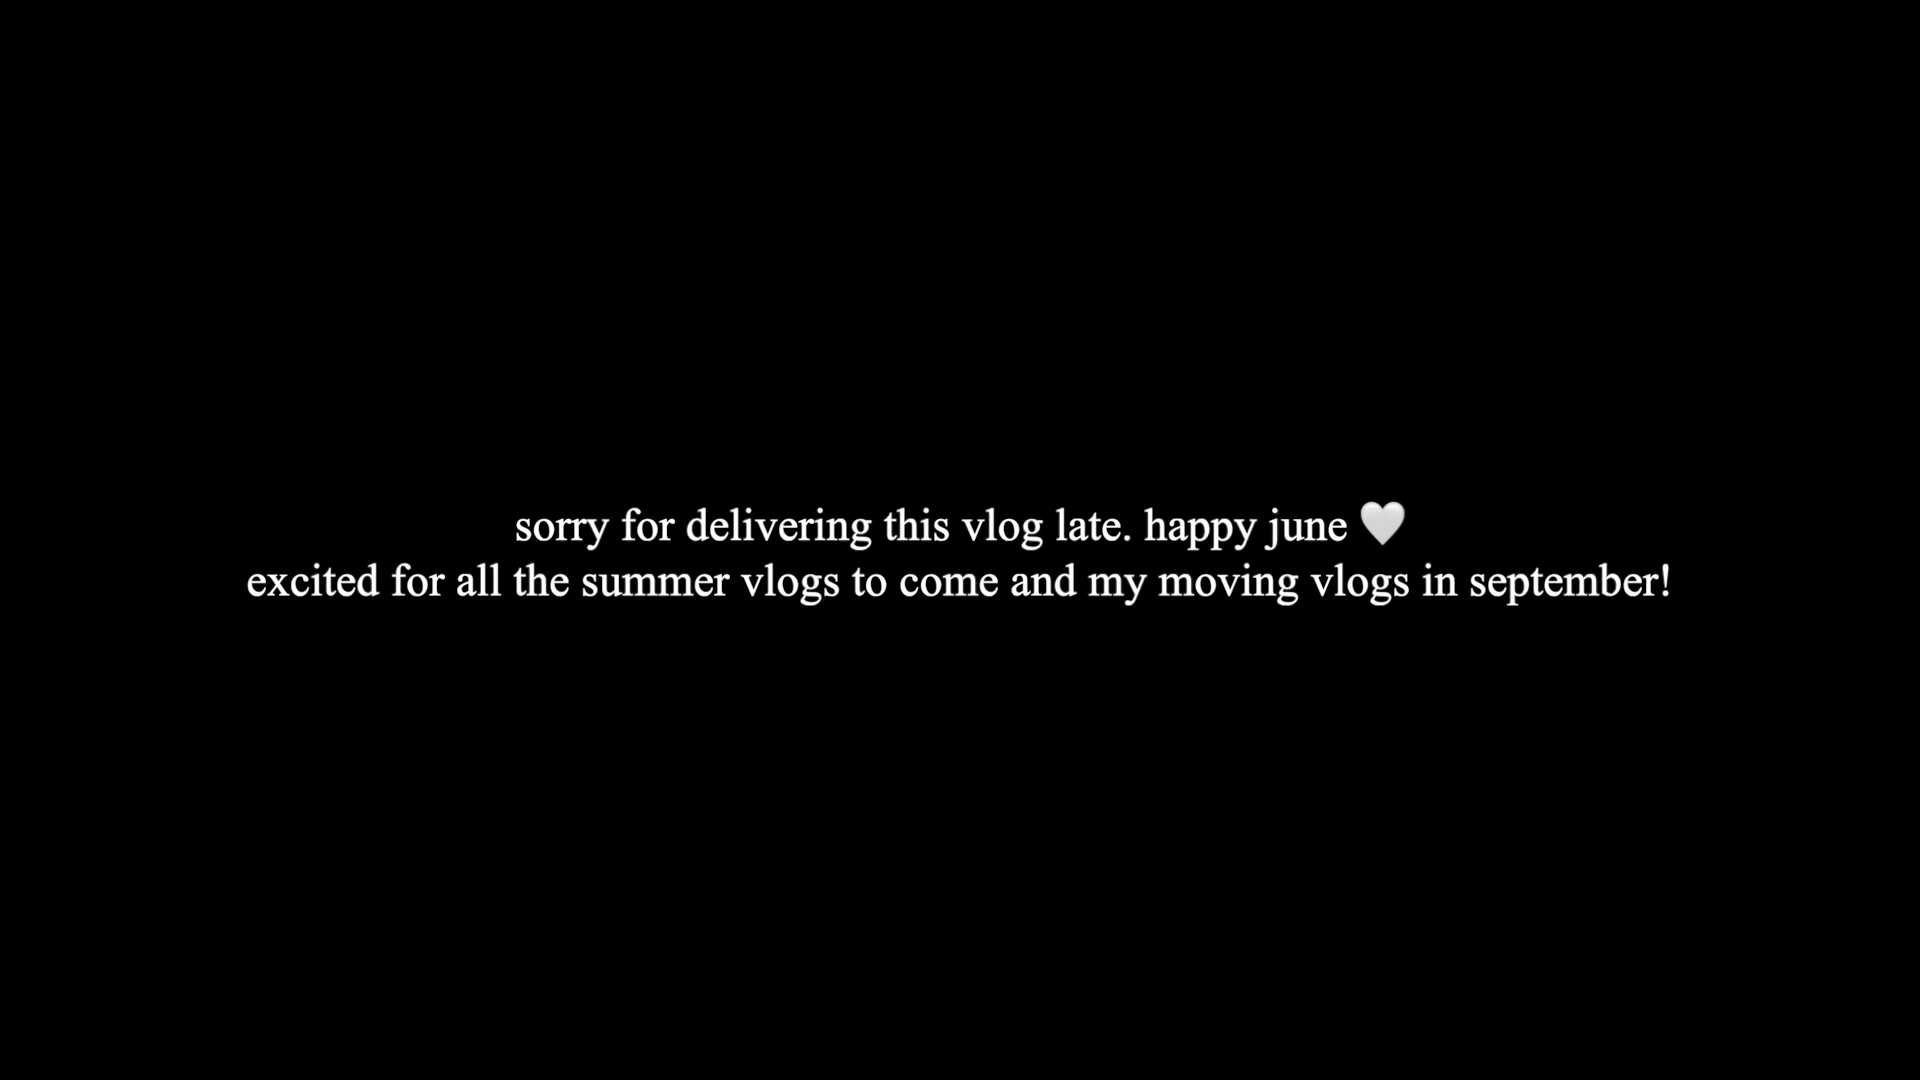 sorry for delivering this vlog late. happy june 🤍
excited for all the summer vlogs to come and my moving vlogs in september!